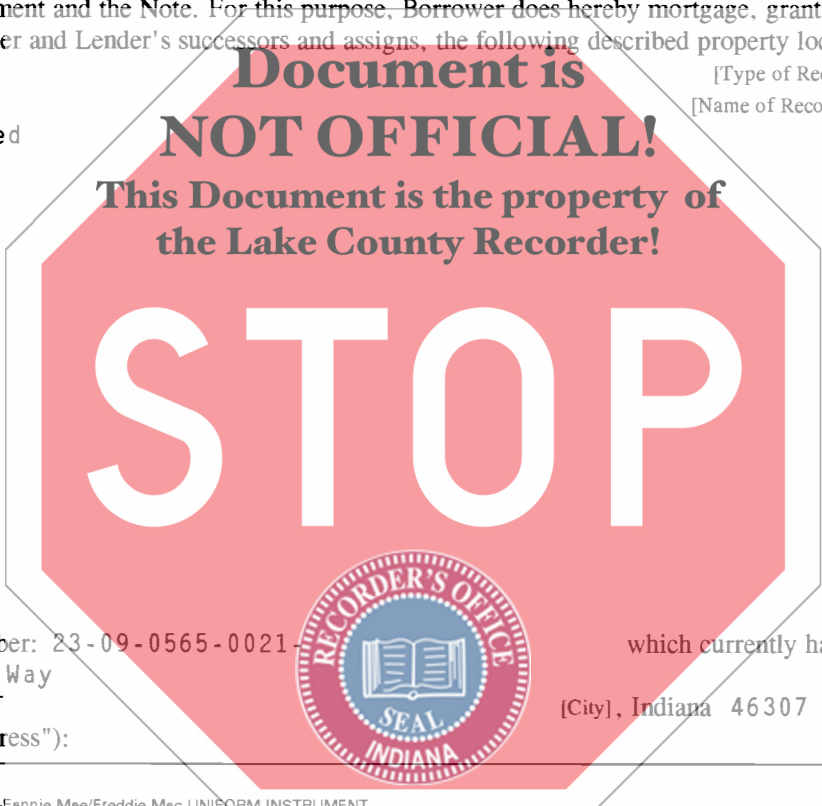 ment and the Note. For this purpose, Borrower does hereby mortgage, grant
er and Lender's successors and assigns, the following described property loc
Document is
[Type of Rec
[Name of Reco
NOT OFFICIAL!
ed
This Document is the property of
the Lake County Recorder!
STOP
RECORDER'S OFFICE
ber: 23-09-0565-0021-
which currently ha
Way
SEAL
[City], Indiana 46307
INDIANA
ress"):
Fannie Mae/Freddie Mac UNIFORM INSTRUMENT